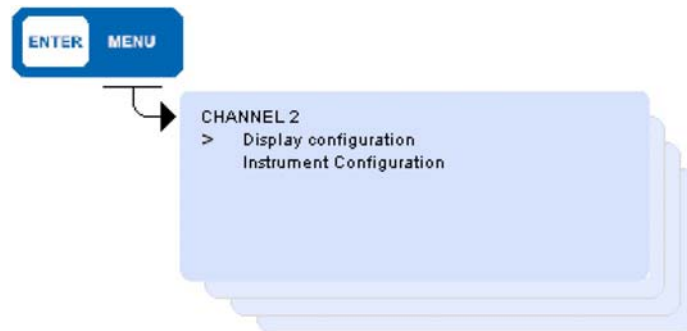 ENTER MENU
CHANNEL 2
> Display configuration
Instrument Configuration